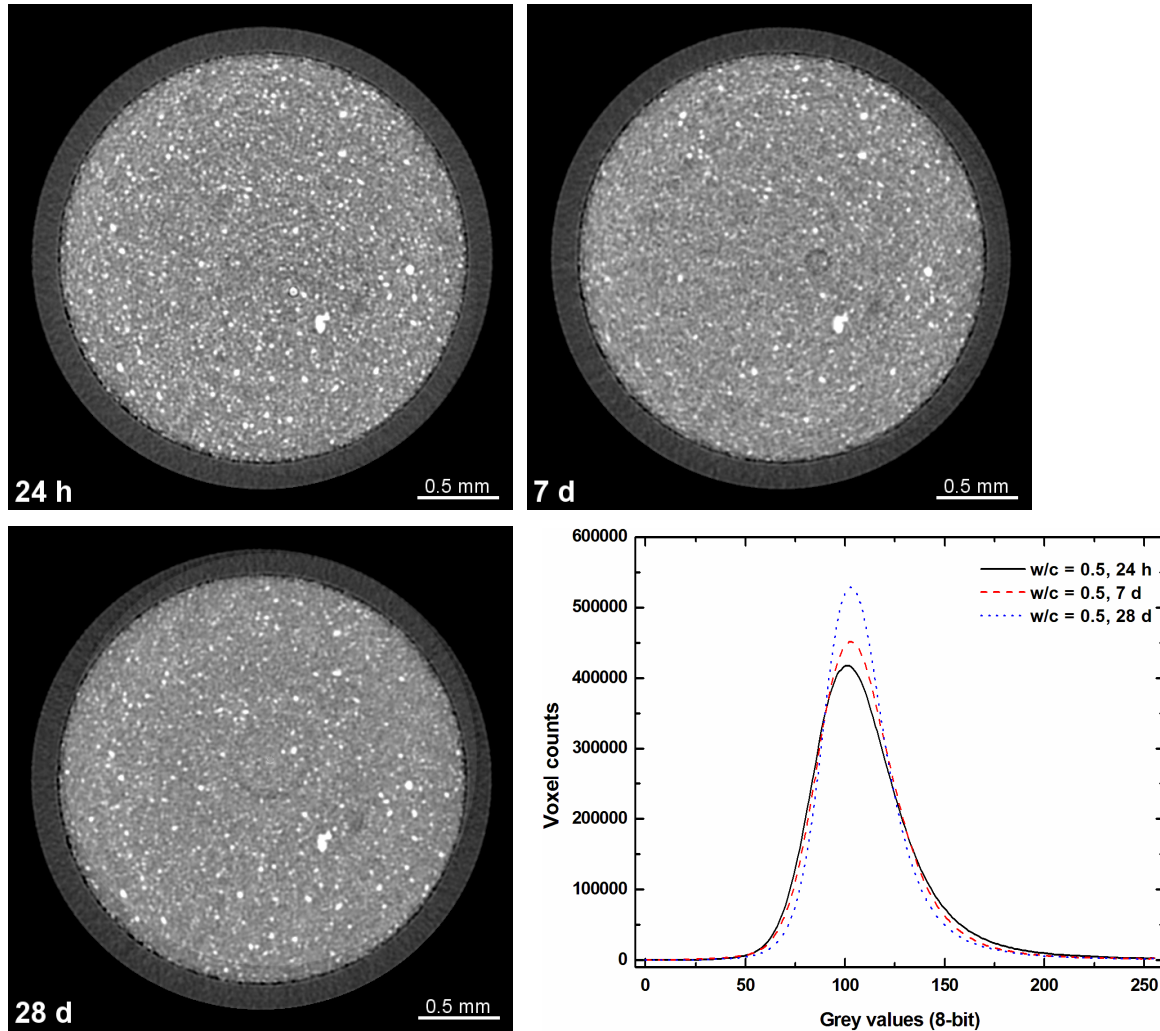 24 h
0.5 mm
7 d
0.5 mm
28 d
0.5 mm
600000
500000
400000
300000
200000
100000
0
Voxel counts
w/c = 0.5, 24 h
w/c = 0.5, 7 d
w/c = 0.5, 28 d
0 50 100 150 200 250
Grey values (8-bit)